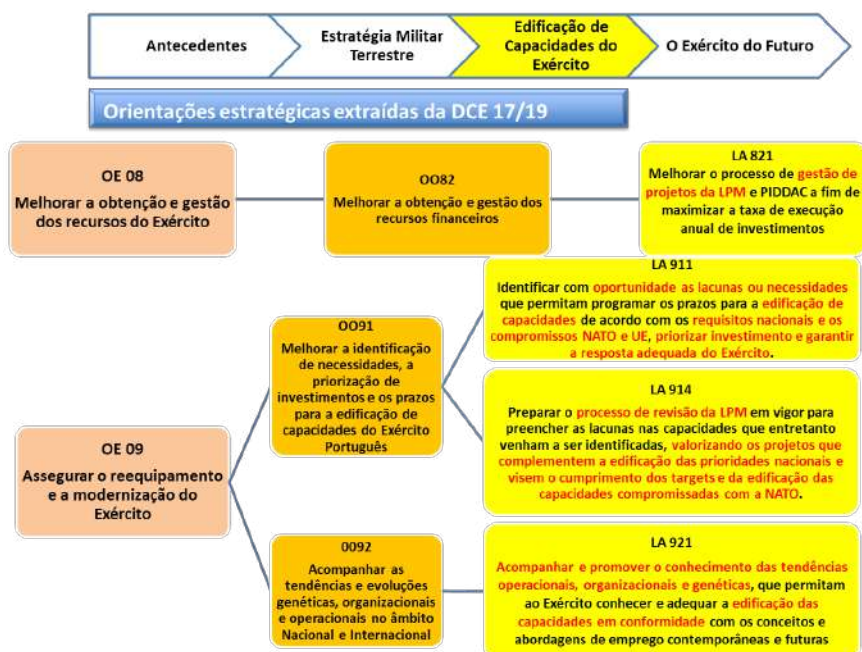 Antecedentes
Estratégia Militar
Terrestre
Edificação de
Capacidades do
Exército
O Exército do Futuro
Orientações estratégicas extraídas da DCE 17/19
OE 08
Melhorar a obtenção e gestão
dos recursos do Exército
OO82
Melhorar a obtenção e gestão dos
recursos financeiros
LA 821
Melhorar o processo de gestão de
projetos da LPM e PIDDAC a fim de
maximizar a taxa de execução
anual de investimentos
OE 09
Assegurar o reequipamento
e a modernização do
Exército
OO91
Melhorar a identificação
de necessidades, a
priorização de
investimentos e os prazos
para a edificação de
capacidades do Exército
Português
LA 911
Identificar com oportunidade as lacunas ou necessidades
que permitam programar os prazos para a edificação de
capacidades de acordo com os requisitos nacionais e os
compromissos NATO e UE, priorizar investimento e garantir
a resposta adequada do Exército.
LA 914
Preparar o processo de revisão da LPM em vigor para
preencher as lacunas nas capacidades que entretanto
venham a ser identificadas, valorizando os projetos que
complementem a edificação das prioridades nacionais e
visem o cumprimento dos targets e da edificação das
capacidades compromissadas com a NATO.
0092
Acompanhar as
tendências e evoluções
genéticas, organizacionais
e operacionais no âmbito
Nacional e Internacional
LA 921
Acompanhar e promover o conhecimento das tendências
operacionais, organizacionais e genéticas, que permitam
ao Exército conhecer e adequar a edificação das
capacidades em conformidade com os conceitos e
abordagens de emprego contemporâneas e futuras